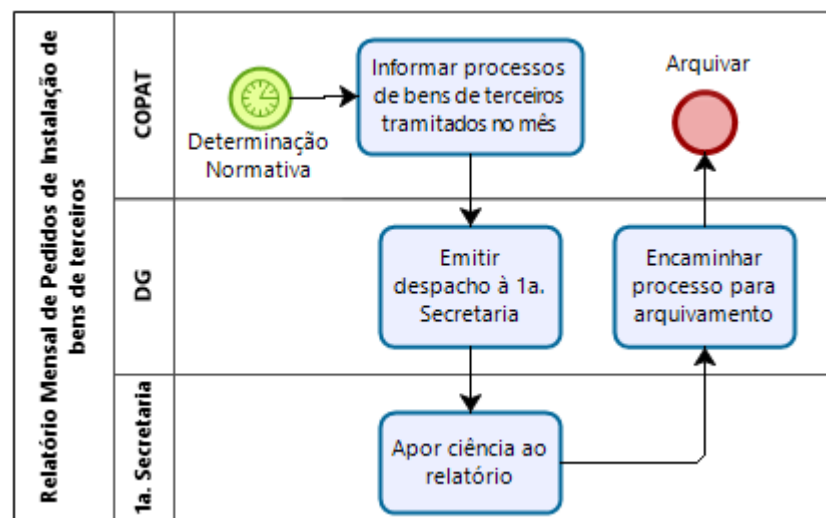 Relatório Mensal de Pedidos de Instalação de
bens de terceiros
COPAT
Determinação
Normativa
Informar processos
de bens de terceiros
tramitados no mês
Arquivar
DG
Emitir
despacho à 1a.
Secretaria
Encaminhar
processo para
arquivamento
1a. Secretaria
Apor ciência ao
relatório